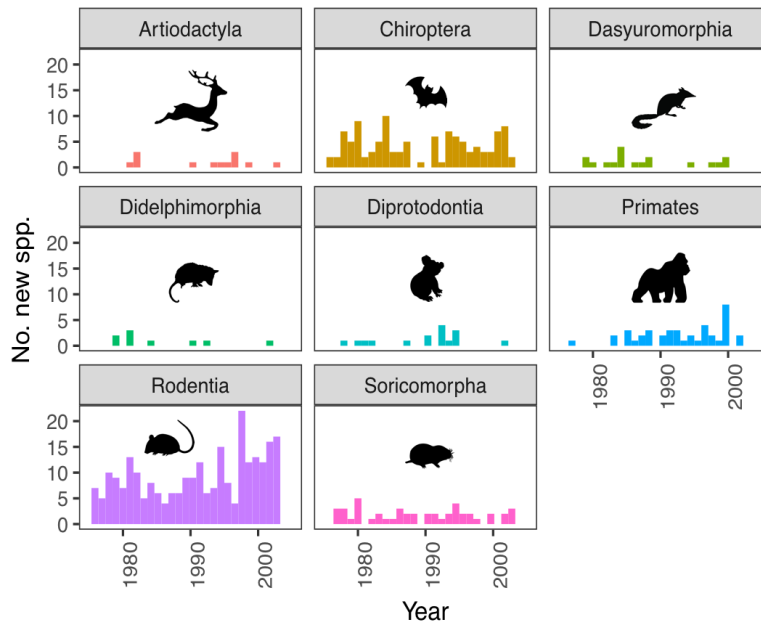 Artiodactyla Chiroptera Dasyuromorphia
20
15
10
5
0
Didelphimorphia Diprotodontia Primates
20
15
10
5
0
1980 1990 2000
Rodentia Soricomorpha
20
15
10
5
0
1980 1990 2000 1980 1990 2000
No. new spp.
Year